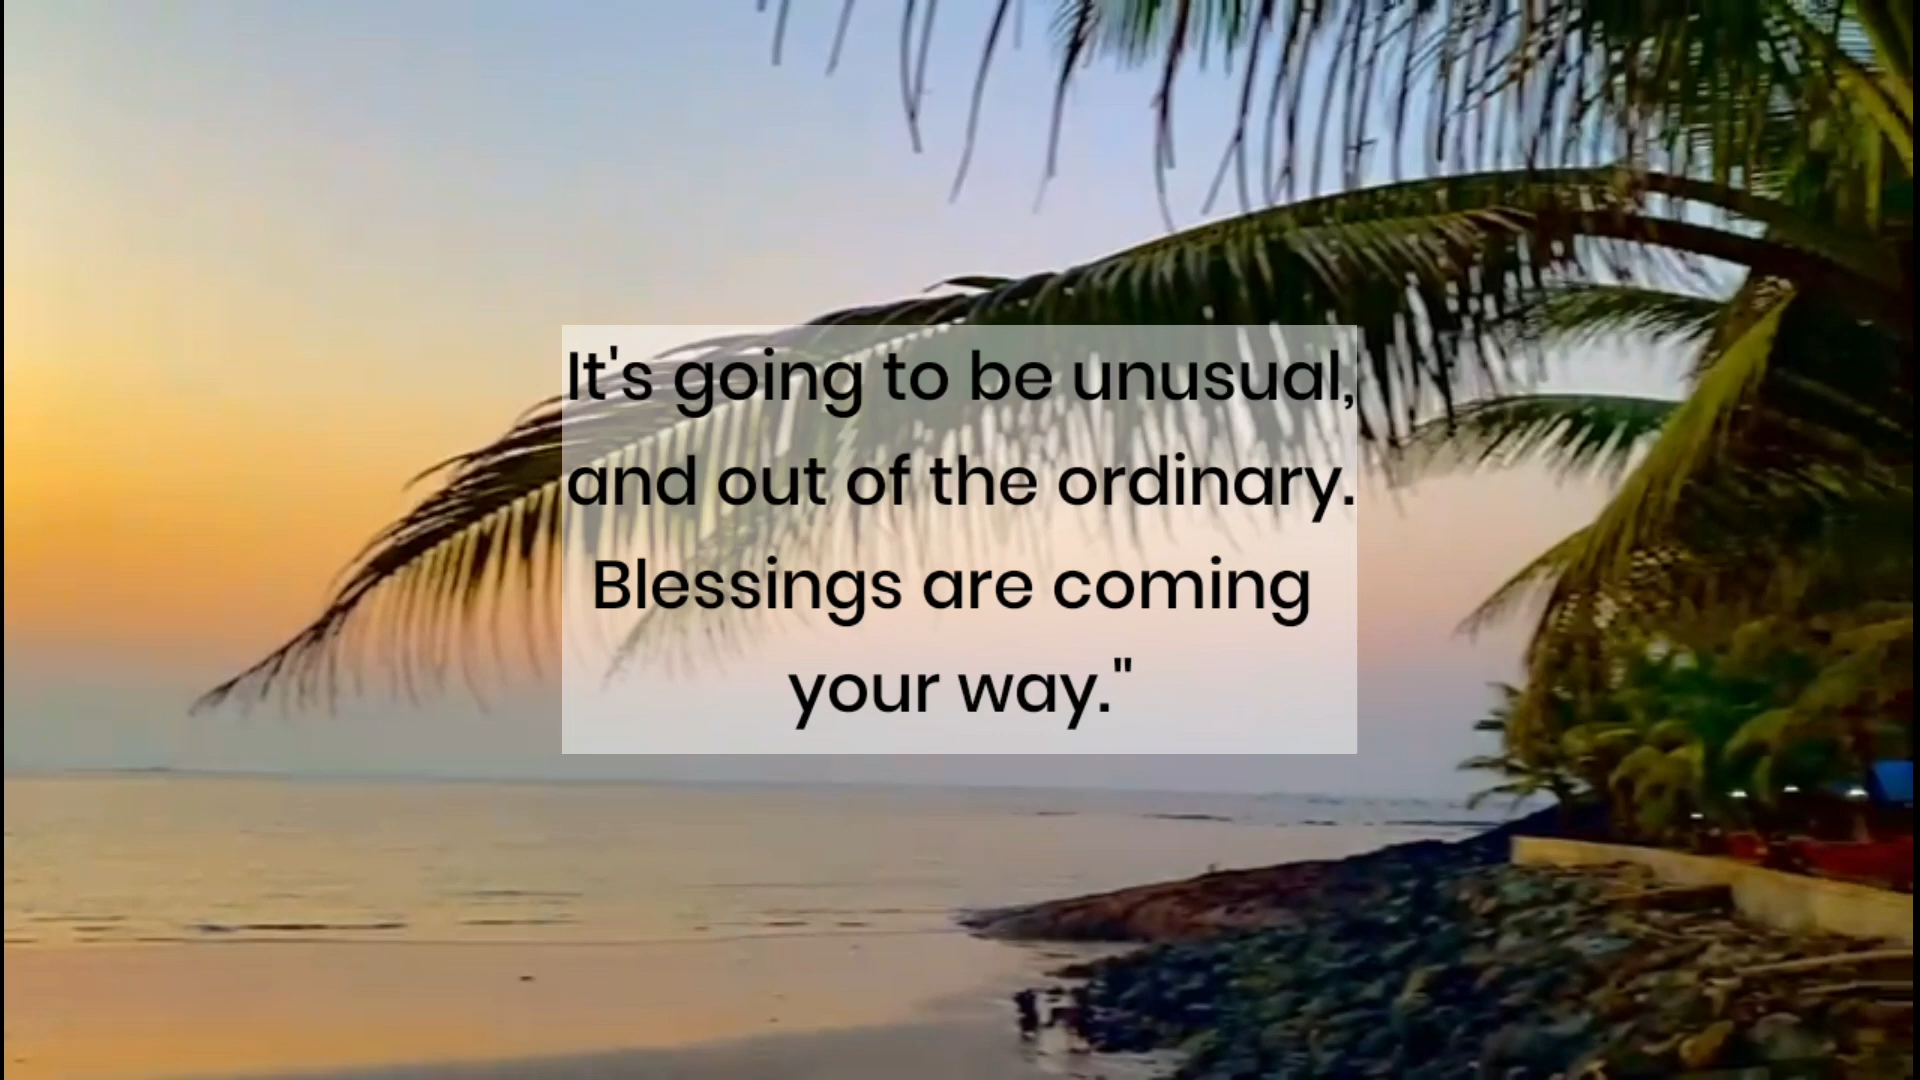 It's going to be unusual,
and out of the ordinary.
Blessings are coming
your way."